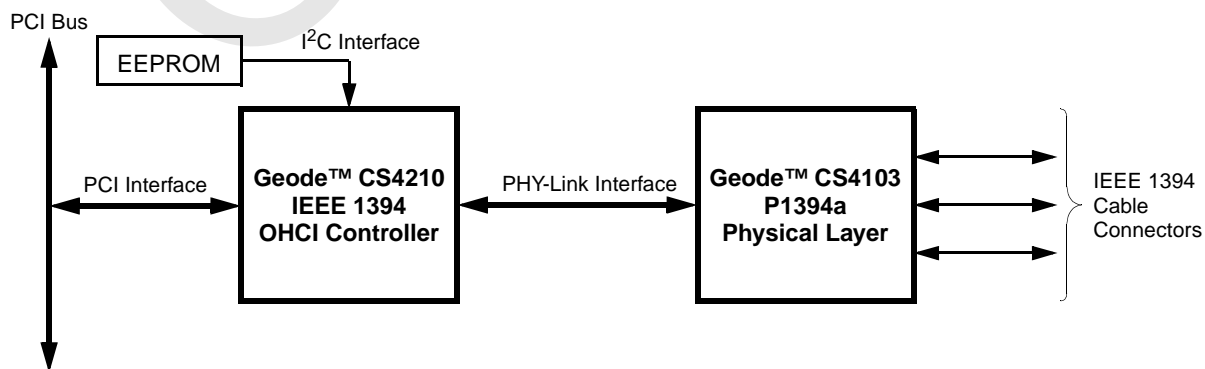 PCI Bus
I²C Interface
EEPROM
PCI Interface
Geode™ CS4210
IEEE 1394
OHCI Controller
PHY-Link Interface
Geode™ CS4103
P1394a
Physical Layer
IEEE 1394
Cable
Connectors